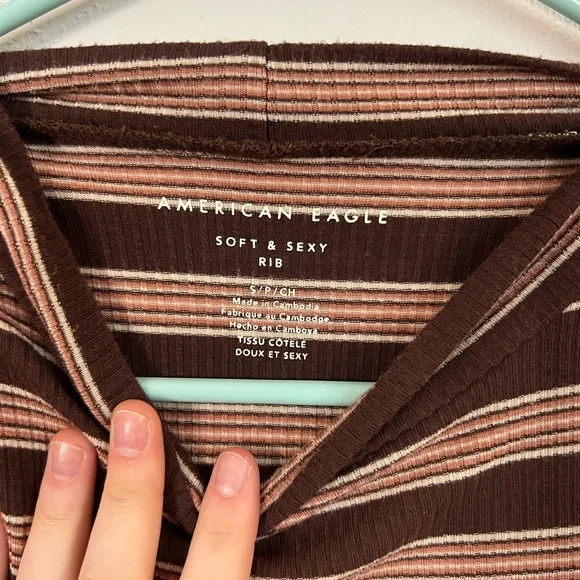 AMERICAN EAGLE
SOFT & SEXY
RIB
S/P/CH
Made in Cambodia
Fabriqué au Cambodge
Hecho en Camboya
TISSU CÔTELÉ
DOUX ET SEXY